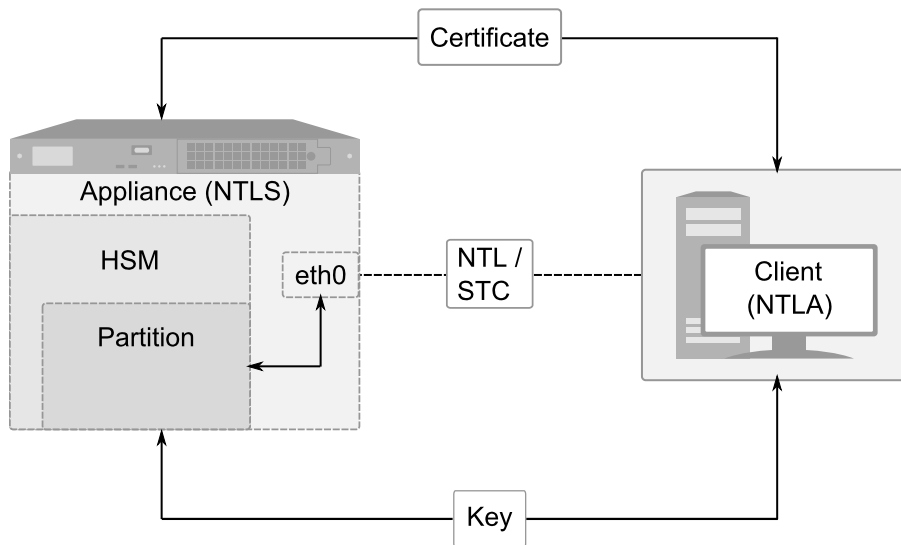 Certificate
Appliance (NTLS)
HSM
eth0
NTL /
STC
Client
(NTLA)
Partition
Key